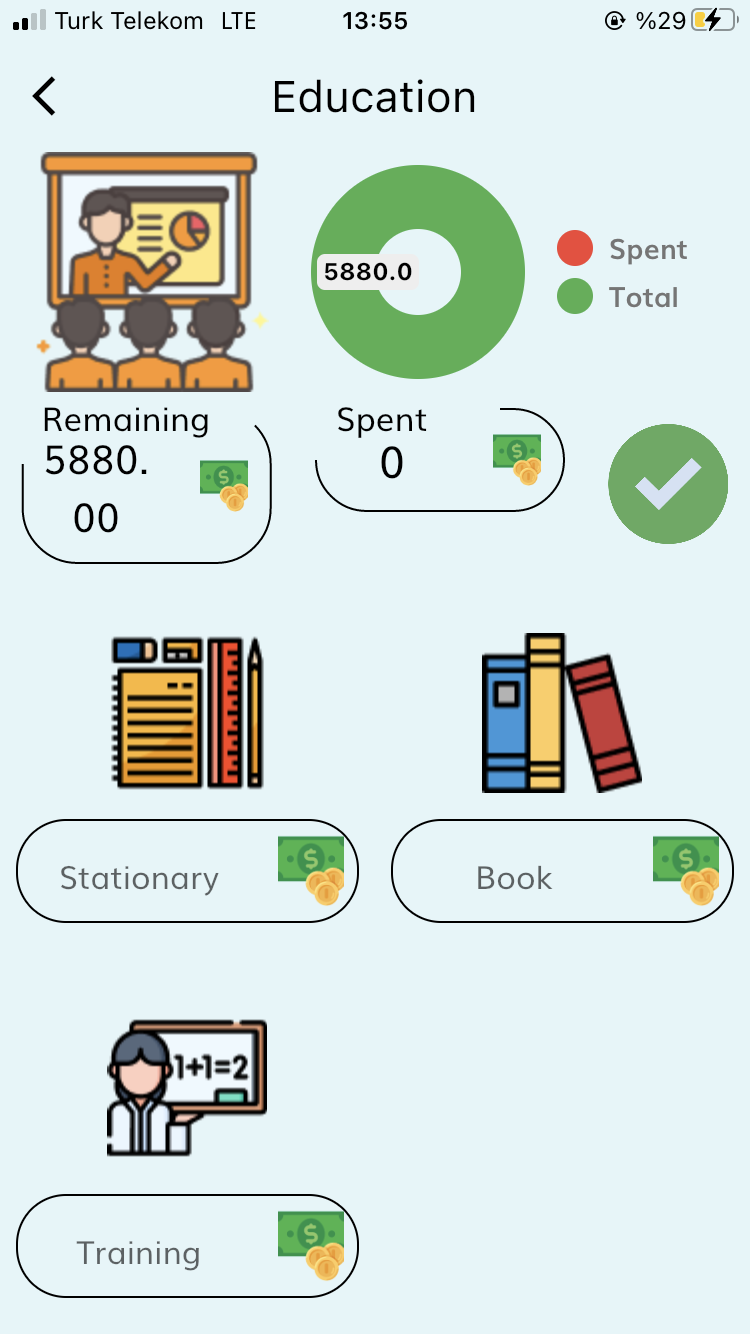 Turk Telekom LTE 13:55 %29
Education
5880.0
Spent
Total
Remaining
5880.
00
Spent
0
Stationary
Book
1+1=2
Training